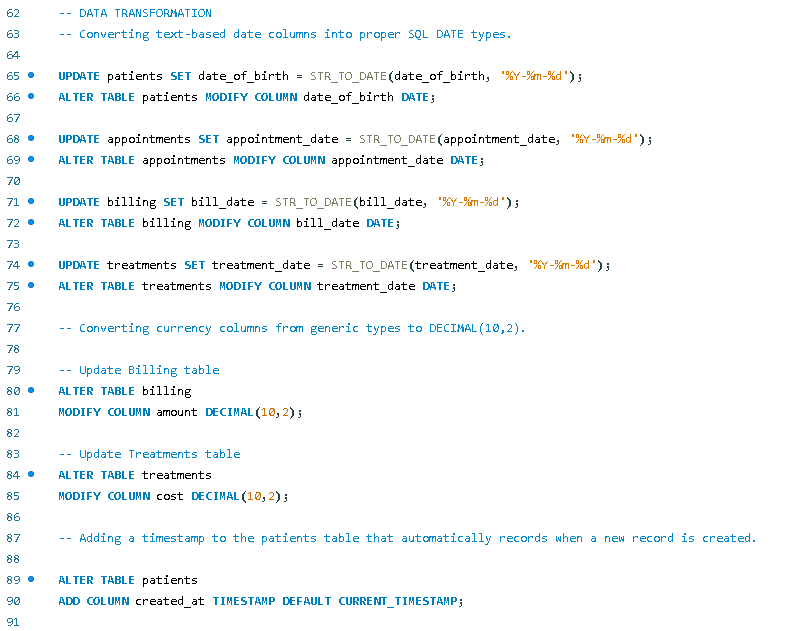 62 -- DATA TRANSFORMATION
63 -- Converting text-based date columns into proper SQL DATE types.
64
65 UPDATE patients SET date_of_birth = STR_TO_DATE(date_of_birth, '%Y-%m-%d');
66 ALTER TABLE patients MODIFY COLUMN date_of_birth DATE;
67
68 UPDATE appointments SET appointment_date = STR_TO_DATE(appointment_date, '%Y-%m-%d');
69 ALTER TABLE appointments MODIFY COLUMN appointment_date DATE;
70
71 UPDATE billing SET bill_date = STR_TO_DATE(bill_date, '%Y-%m-%d');
72 ALTER TABLE billing MODIFY COLUMN bill_date DATE;
73
74 UPDATE treatments SET treatment_date = STR_TO_DATE(treatment_date, '%Y-%m-%d');
75 ALTER TABLE treatments MODIFY COLUMN treatment_date DATE;
76
77 -- Converting currency columns from generic types to DECIMAL(10,2).
78
79 -- Update Billing table
80 ALTER TABLE billing
81 MODIFY COLUMN amount DECIMAL(10,2);
82
83 -- Update Treatments table
84 ALTER TABLE treatments
85 MODIFY COLUMN cost DECIMAL(10,2);
86
87 -- Adding a timestamp to the patients table that automatically records when a new record is created.
88
89 ALTER TABLE patients
90 ADD COLUMN created_at TIMESTAMP DEFAULT CURRENT_TIMESTAMP;
91